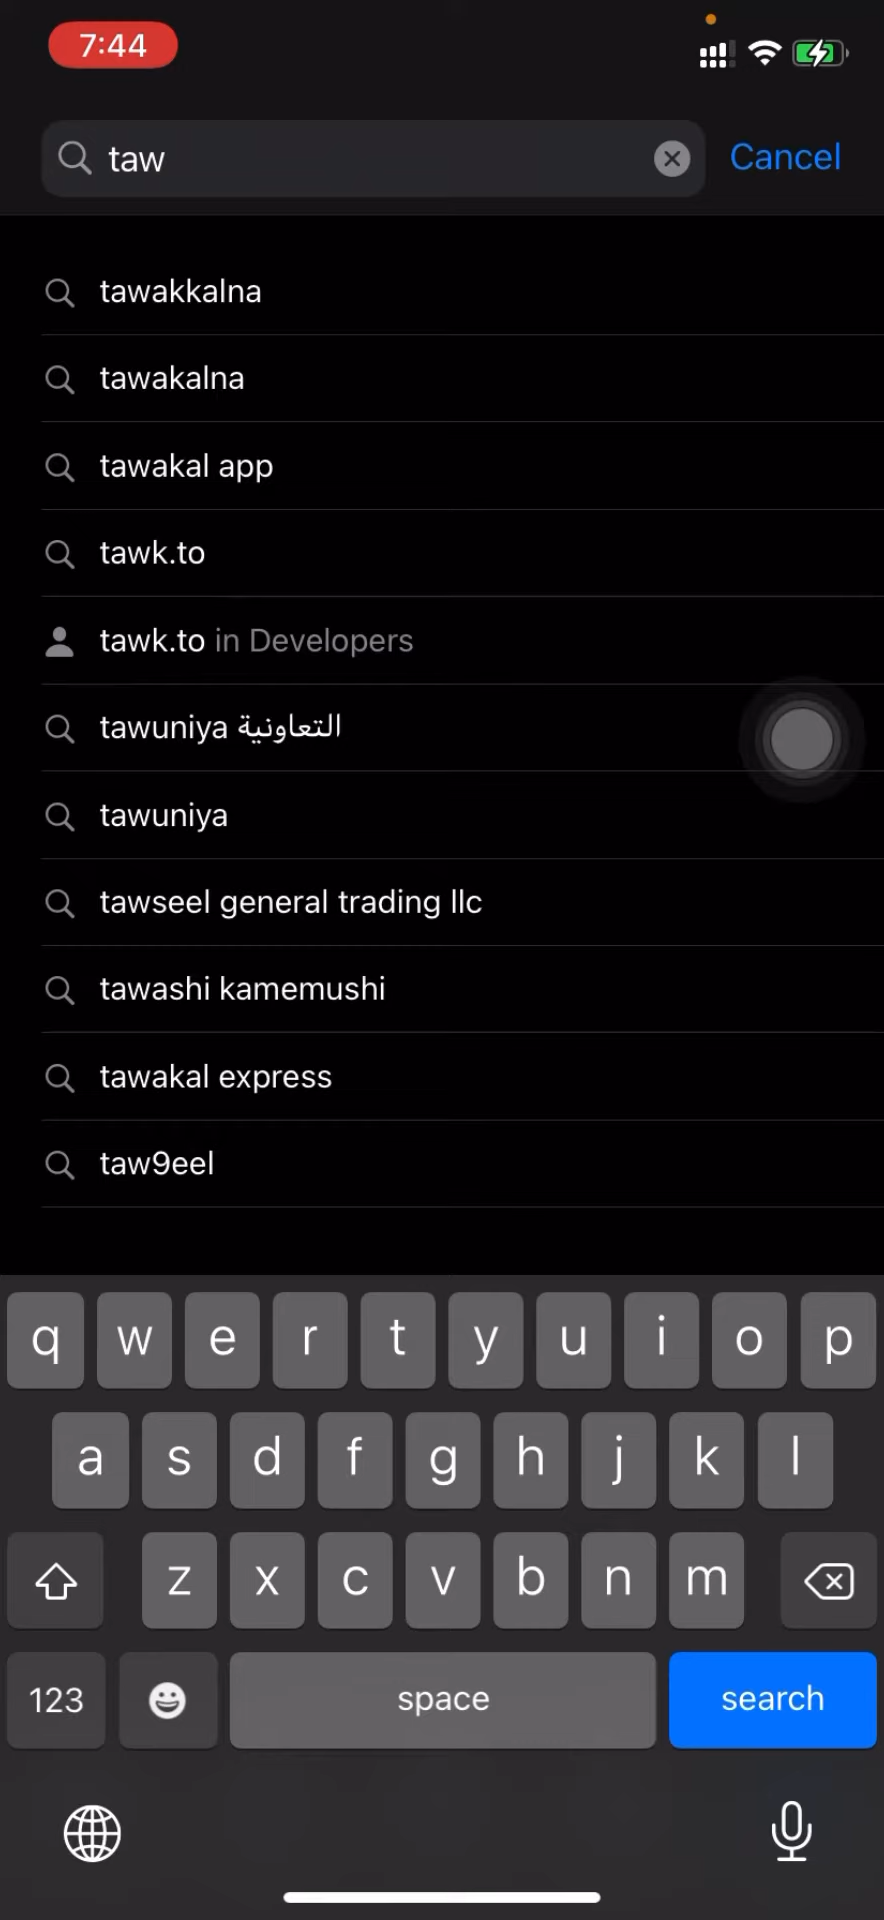 7:44
taw
Cancel
tawakkalna
tawakalna
tawakal app
tawk.to
tawk.to in Developers
tawuniya التعاونية
tawuniya
tawseel general trading llc
tawashi kamemushi
tawakal express
taw9eel
q w e r t y u i o p
a s d f g h j k l
z x c v b n m
123 space search